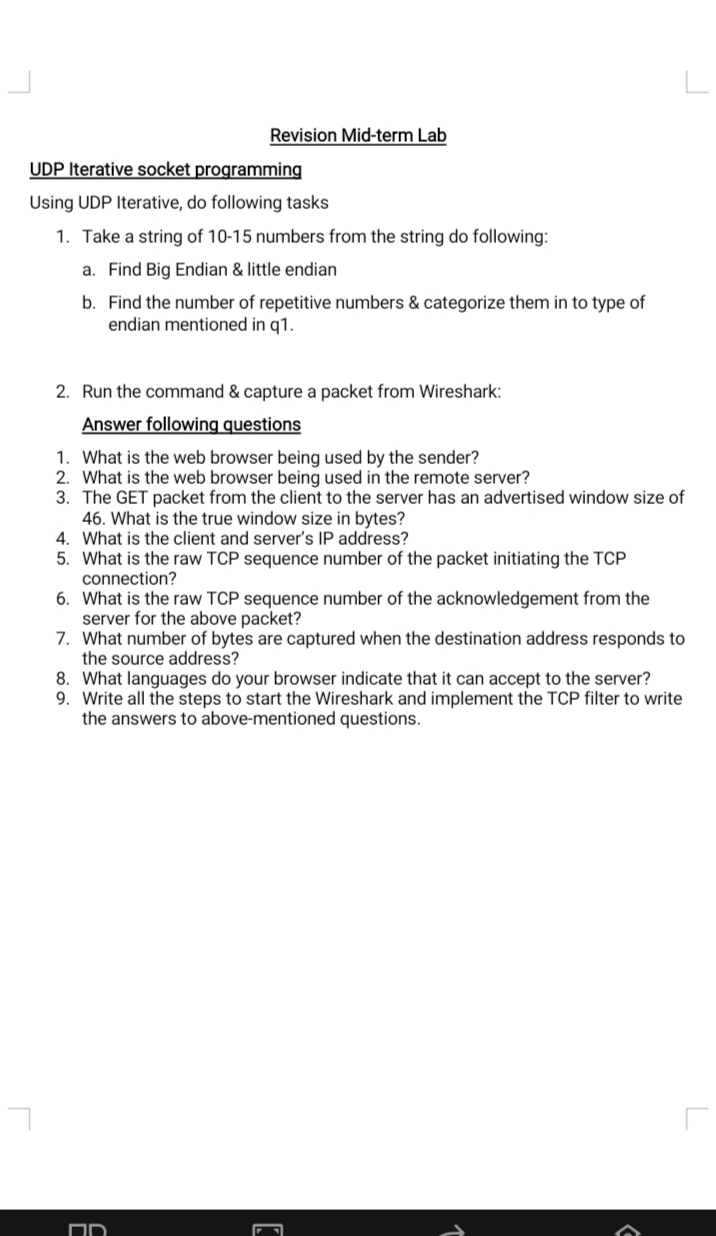 Revision Mid-term Lab
UDP Iterative socket programming
Using UDP Iterative, do following tasks
1. Take a string of 10-15 numbers from the string do following:
a. Find Big Endian & little endian
b. Find the number of repetitive numbers & categorize them in to type of
endian mentioned in q1.
2. Run the command & capture a packet from Wireshark:
Answer following questions
1. What is the web browser being used by the sender?
2. What is the web browser being used in the remote server?
3. The GET packet from the client to the server has an advertised window size of
46. What is the true window size in bytes?
4. What is the client and server's IP address?
5. What is the raw TCP sequence number of the packet initiating the TCP
connection?
6. What is the raw TCP sequence number of the acknowledgement from the
server for the above packet?
7. What number of bytes are captured when the destination address responds to
the source address?
8. What languages do your browser indicate that it can accept to the server?
9. Write all the steps to start the Wireshark and implement the TCP filter to write
the answers to above-mentioned questions.